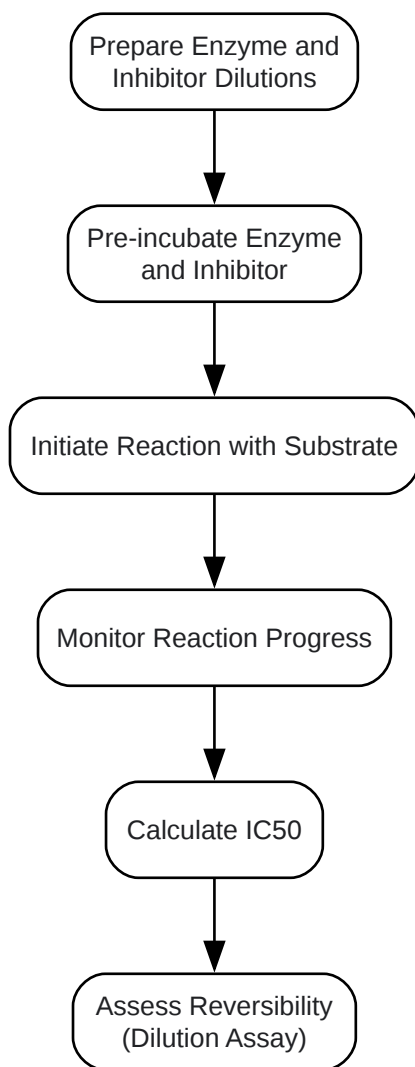 Prepare Enzyme and
Inhibitor Dilutions
Pre-incubate Enzyme
and Inhibitor
Initiate Reaction with Substrate
Monitor Reaction Progress
Calculate IC50
Assess Reversibility
(Dilution Assay)